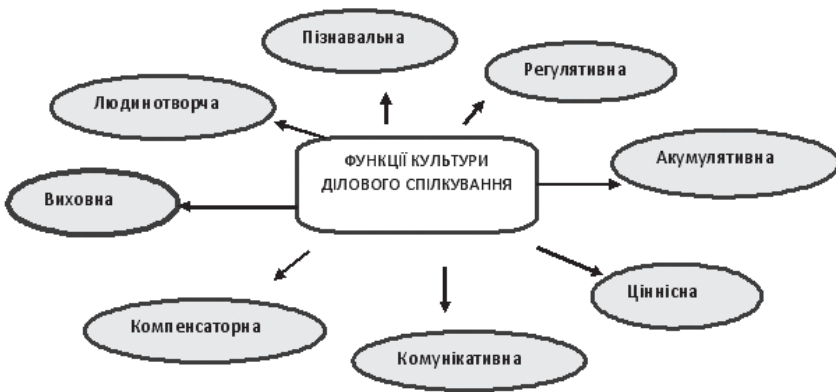 Пізнавальна
Регулятивна
Людинотворча
ФУНКЦІЇ КУЛЬТУРИ
ДІЛОВОГО СПІЛКУВАННЯ
Акумулятивна
Виховна
Ціннісна
Компенсаторна
Комунікативна